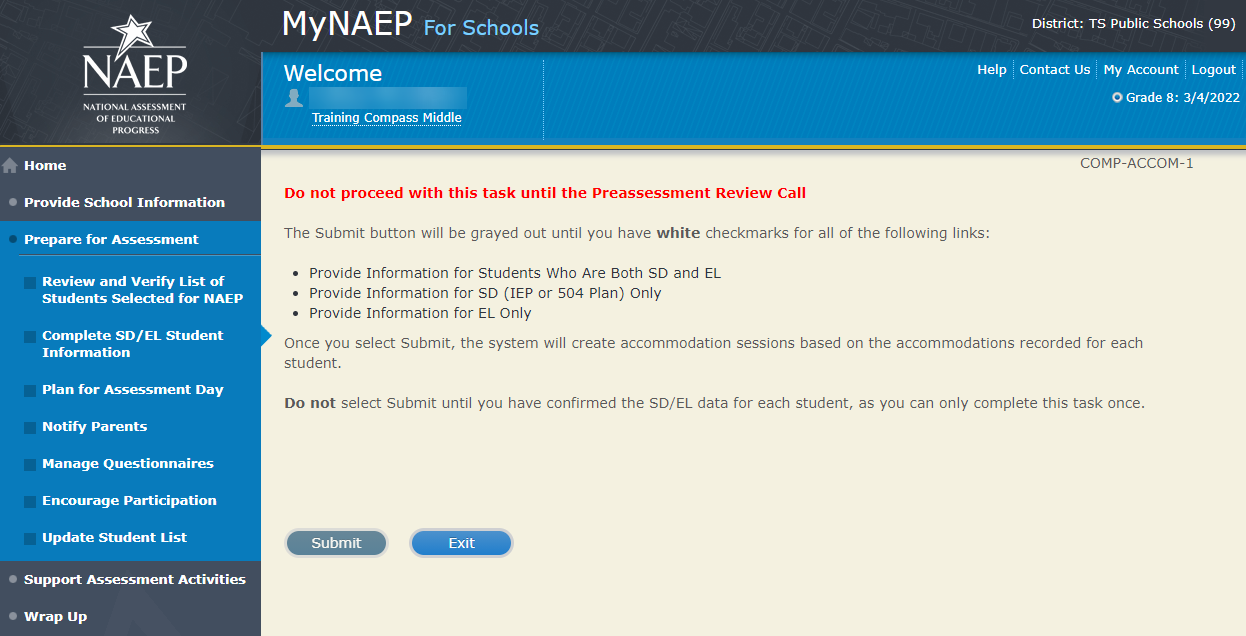 NAEP
NATIONAL ASSESSMENT
OF EDUCATIONAL
PROGRESS
MyNAEP For Schools
District: TS Public Schools (99)
Welcome
Training Compass Middle
Help
Contact Us
My Account
Logout
Grade 8: 3/4/2022
Home
Provide School Information
Prepare for Assessment
Review and Verify List of
Students Selected for NAEP
Complete SD/EL Student
Information
Plan for Assessment Day
Notify Parents
Manage Questionnaires
Encourage Participation
Update Student List
Support Assessment Activities
Wrap Up
COMP-ACCOM-1
Do not proceed with this task until the Preassessment Review Call
The Submit button will be grayed out until you have white checkmarks for all of the following links:
Provide Information for Students Who Are Both SD and EL
Provide Information for SD (IEP or 504 Plan) Only
Provide Information for EL Only
Once you select Submit, the system will create accommodation sessions based on the accommodations recorded for each
student.
Do not select Submit until you have confirmed the SD/EL data for each student, as you can only complete this task once.
Submit
Exit